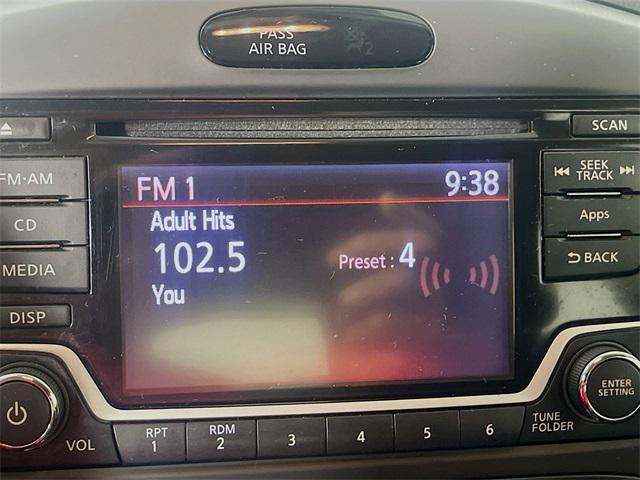 PASS
AIR BAG
2
SCAN
FM·AM
CD
MEDIA
DISP
FM 1
9:38
Adult Hits
102.5
Preset : 4
You
SEEK
TRACK
Apps
BACK
ENTER
SETTING
TUNE
FOLDER
VOL
RPT
1
RDM
2
3
4
5
6